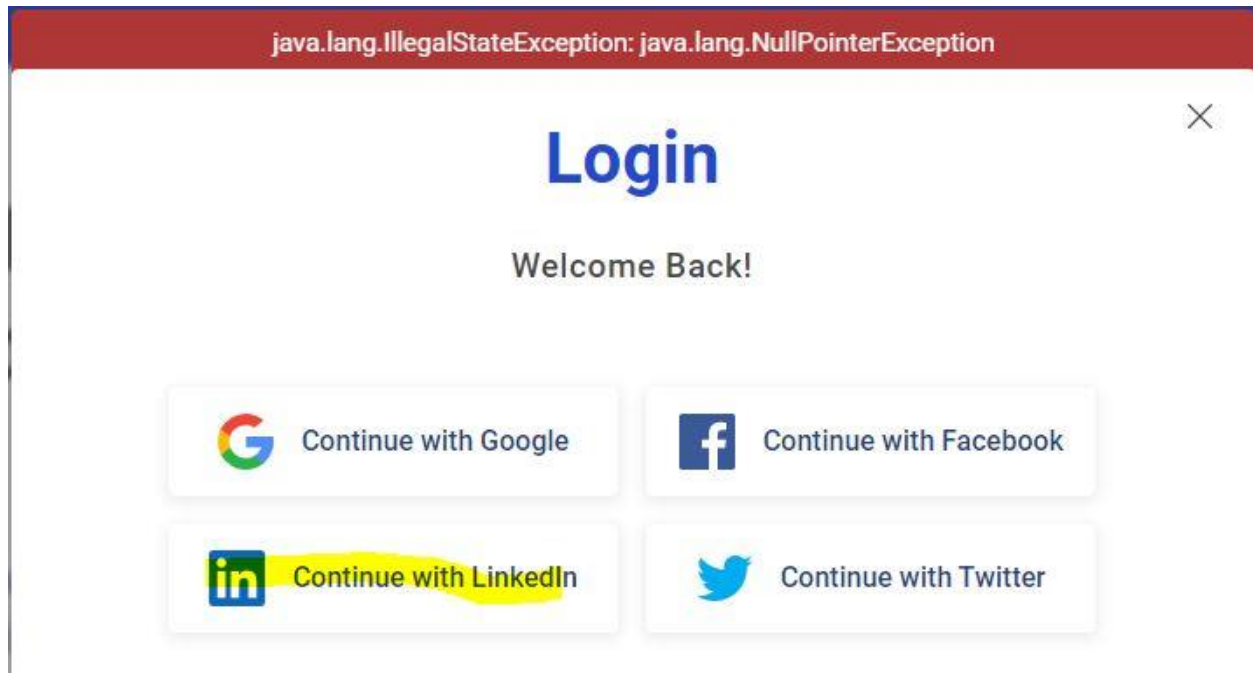 java.lang.IllegalStateException: java.lang.NullPointerException
Login
Welcome Back!
Continue with Google
Continue with Facebook
in Continue with LinkedIn
Continue with Twitter